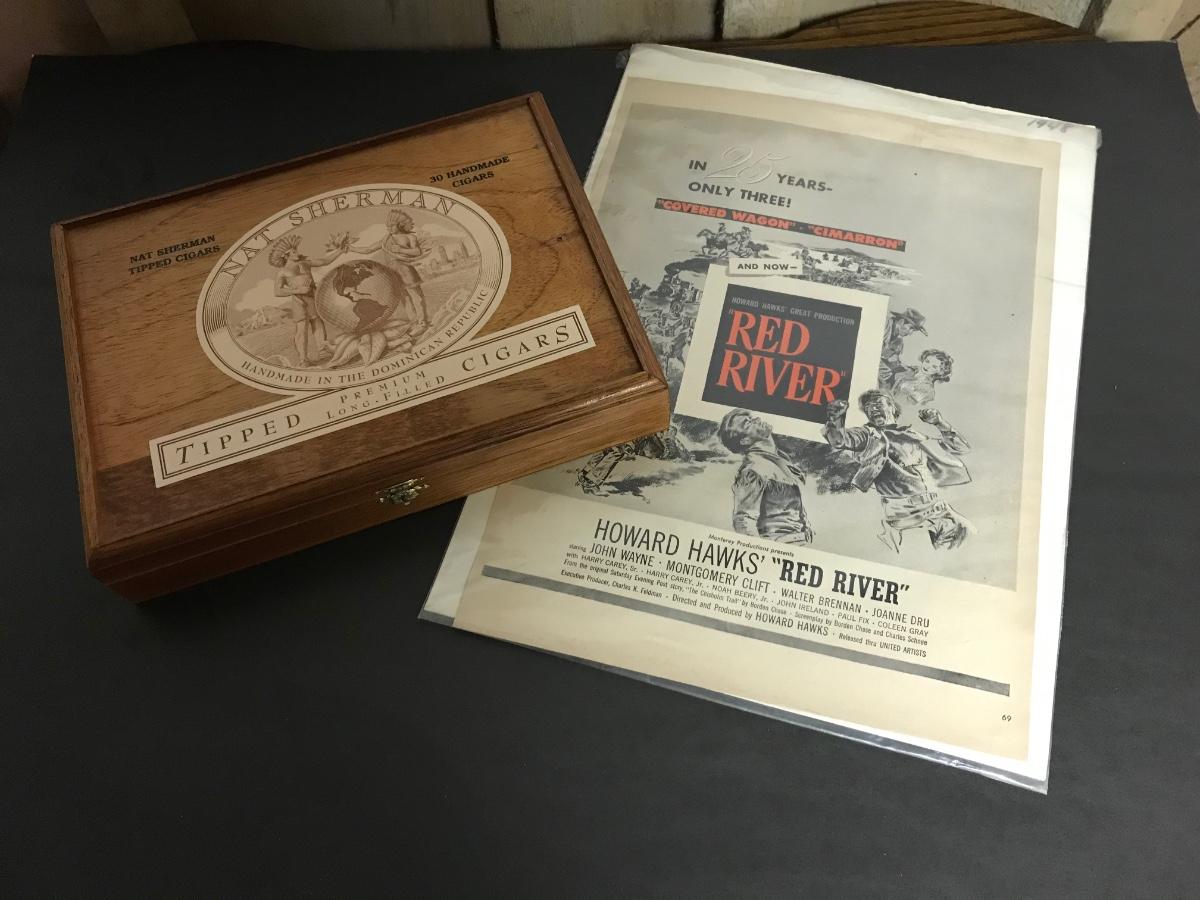 30 HANDMADE
CIGARS
NAT SHERMAN
TIPPED CIGARS
NAT SHERMAN
HANDMADE IN THE DOMINICAN REPUBLIC
TIPPED PREMIUM LONG-FILLED CIGARS
1948
IN 25 YEARS-
ONLY THREE!
"COVERED WAGON" · "CIMARRON"
AND NOW—
HOWARD HAWKS' GREAT PRODUCTION
"RED
RIVER"
Monterey Productions presents
HOWARD HAWKS' "RED RIVER"
starring JOHN WAYNE · MONTGOMERY CLIFT · WALTER BRENNAN · JOANNE DRU
with HARRY CAREY, Sr. · HARRY CAREY, Jr. · NOAH BEERY, Jr. · JOHN IRELAND · PAUL FIX · COLEEN GRAY
From the original Saturday Evening Post story, "The Chisholm Trail" by Borden Chase · Screenplay by Borden Chase and Charles Schnee
Executive Producer, Charles K. Feldman · Directed and Produced by HOWARD HAWKS · Released thru UNITED ARTISTS
69